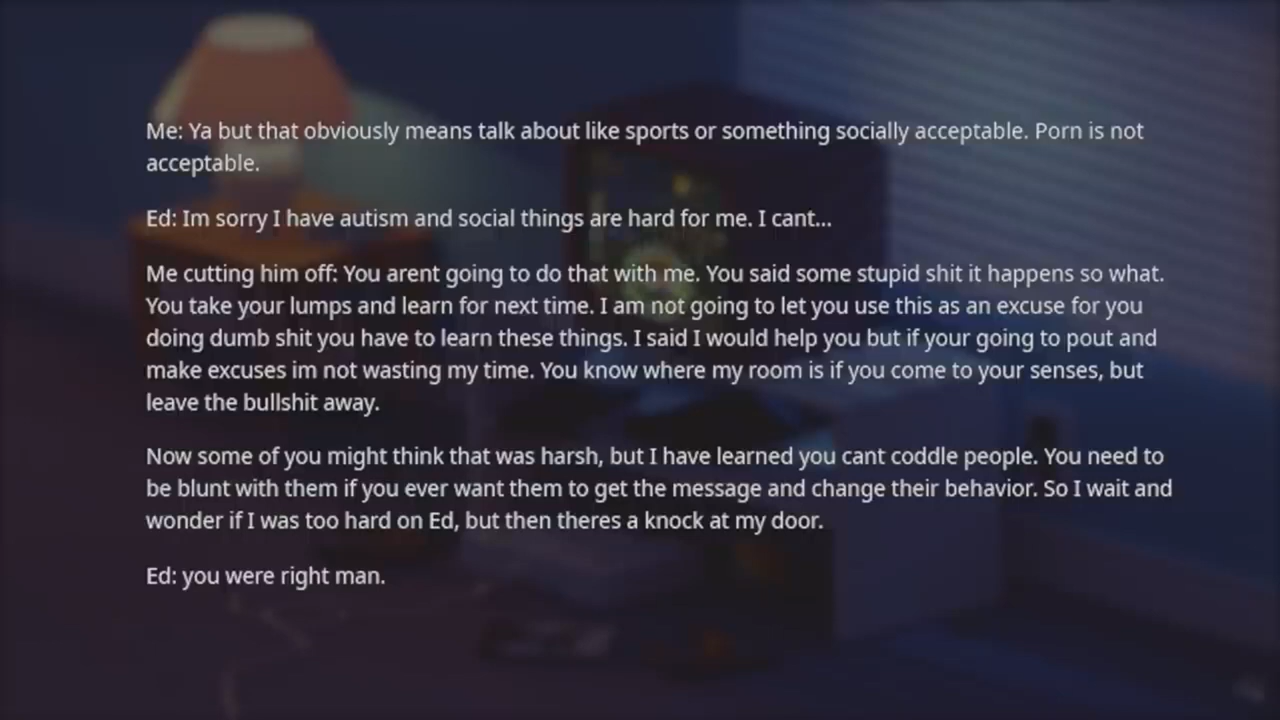 Me: Ya but that obviously means talk about like sports or something socially acceptable. Porn is not
acceptable.
Ed: Im sorry I have autism and social things are hard for me. I cant...
Me cutting him off: You arent going to do that with me. You said some stupid shit it happens so what.
You take your lumps and learn for next time. I am not going to let you use this as an excuse for you
doing dumb shit you have to learn these things. I said I would help you but if your going to pout and
make excuses im not wasting my time. You know where my room is if you come to your senses, but
leave the bullshit away.
Now some of you might think that was harsh, but I have learned you cant coddle people. You need to
be blunt with them if you ever want them to get the message and change their behavior. So I wait and
wonder if I was too hard on Ed, but then theres a knock at my door.
Ed: you were right man.